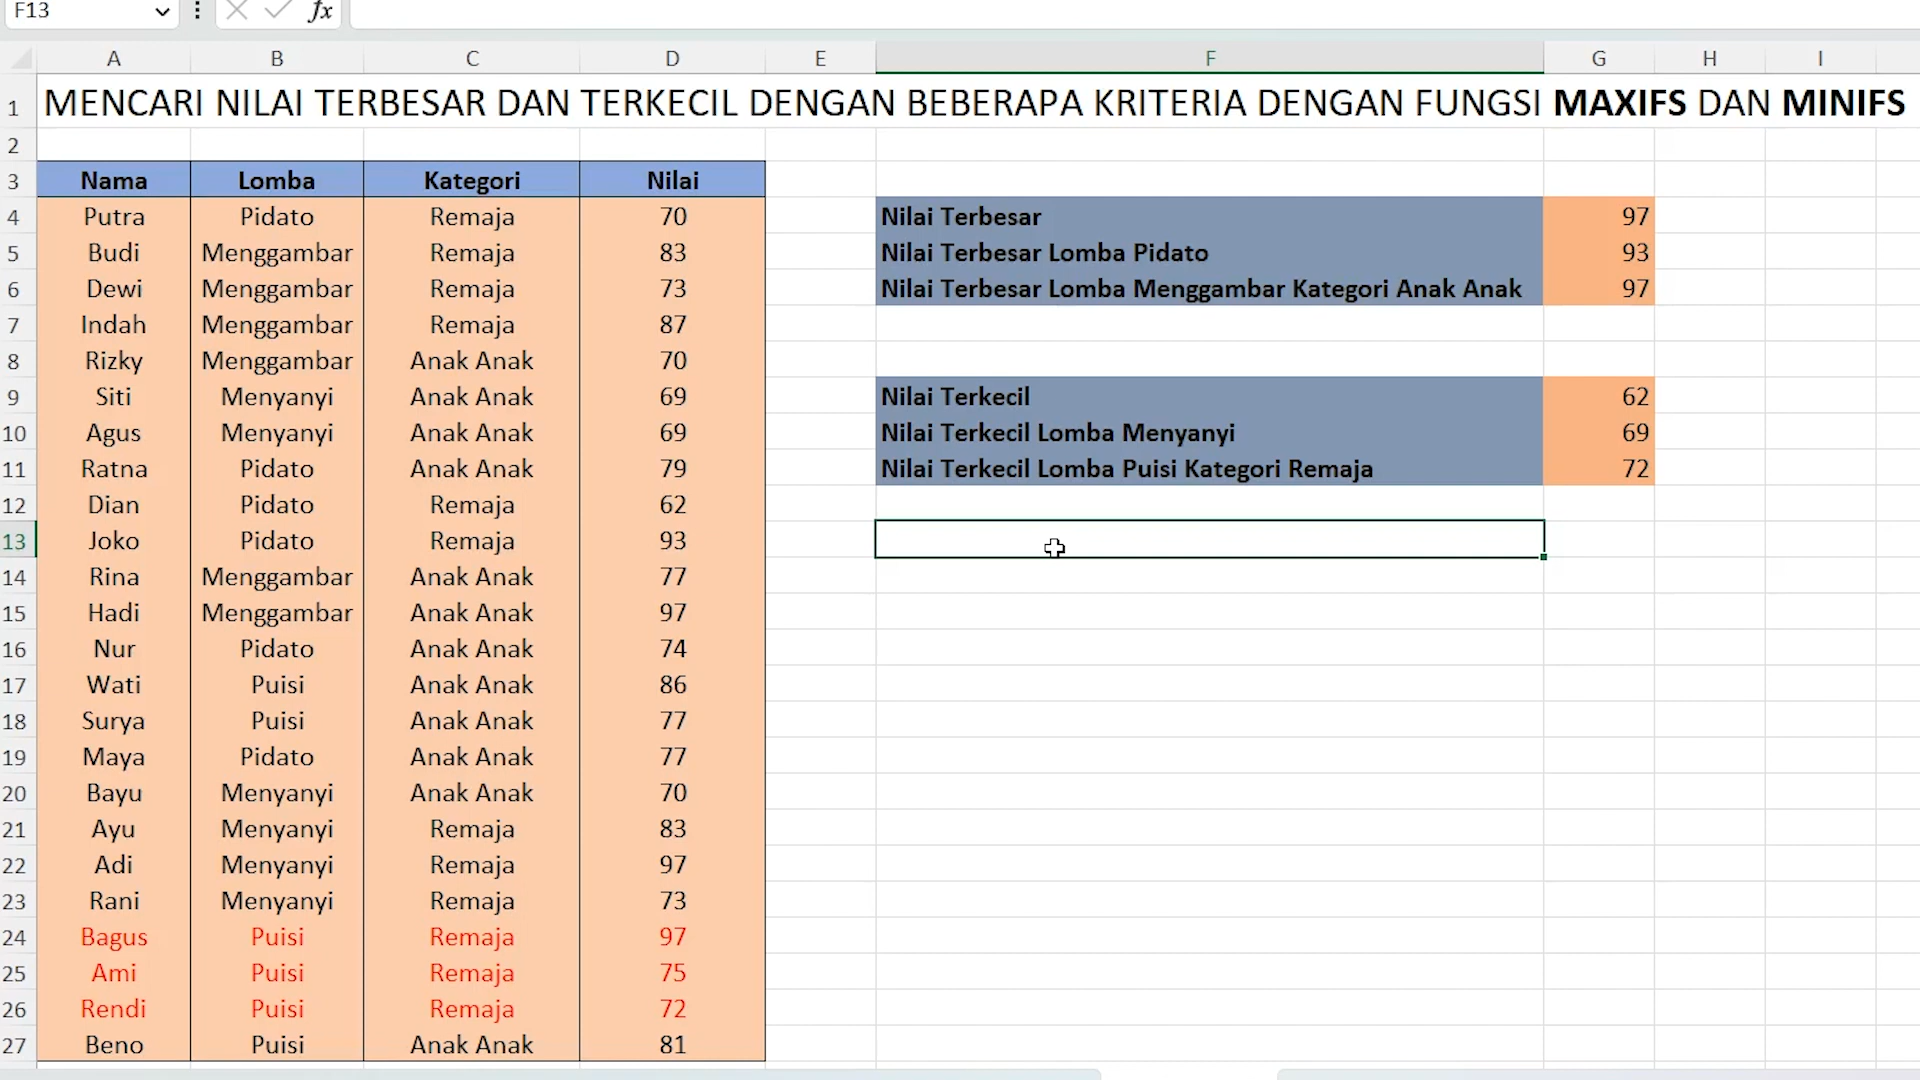 F13 fx
A B C D E F G H I
1 MENCARI NILAI TERBESAR DAN TERKECIL DENGAN BEBERAPA KRITERIA DENGAN FUNGSI MAXIFS DAN MINIFS
2
3 Nama Lomba Kategori Nilai
4 Putra Pidato Remaja 70 Nilai Terbesar 97
5 Budi Menggambar Remaja 83 Nilai Terbesar Lomba Pidato 93
6 Dewi Menggambar Remaja 73 Nilai Terbesar Lomba Menggambar Kategori Anak Anak 97
7 Indah Menggambar Remaja 87
8 Rizky Menggambar Anak Anak 70
9 Siti Menyanyi Anak Anak 69 Nilai Terkecil 62
10 Agus Menyanyi Anak Anak 69 Nilai Terkecil Lomba Menyanyi 69
11 Ratna Pidato Anak Anak 79 Nilai Terkecil Lomba Puisi Kategori Remaja 72
12 Dian Pidato Remaja 62
13 Joko Pidato Remaja 93
14 Rina Menggambar Anak Anak 77
15 Hadi Menggambar Anak Anak 97
16 Nur Pidato Anak Anak 74
17 Wati Puisi Anak Anak 86
18 Surya Puisi Anak Anak 77
19 Maya Pidato Anak Anak 77
20 Bayu Menyanyi Anak Anak 70
21 Ayu Menyanyi Remaja 83
22 Adi Menyanyi Remaja 97
23 Rani Menyanyi Remaja 73
24 Bagus Puisi Remaja 97
25 Ami Puisi Remaja 75
26 Rendi Puisi Remaja 72
27 Beno Puisi Anak Anak 81